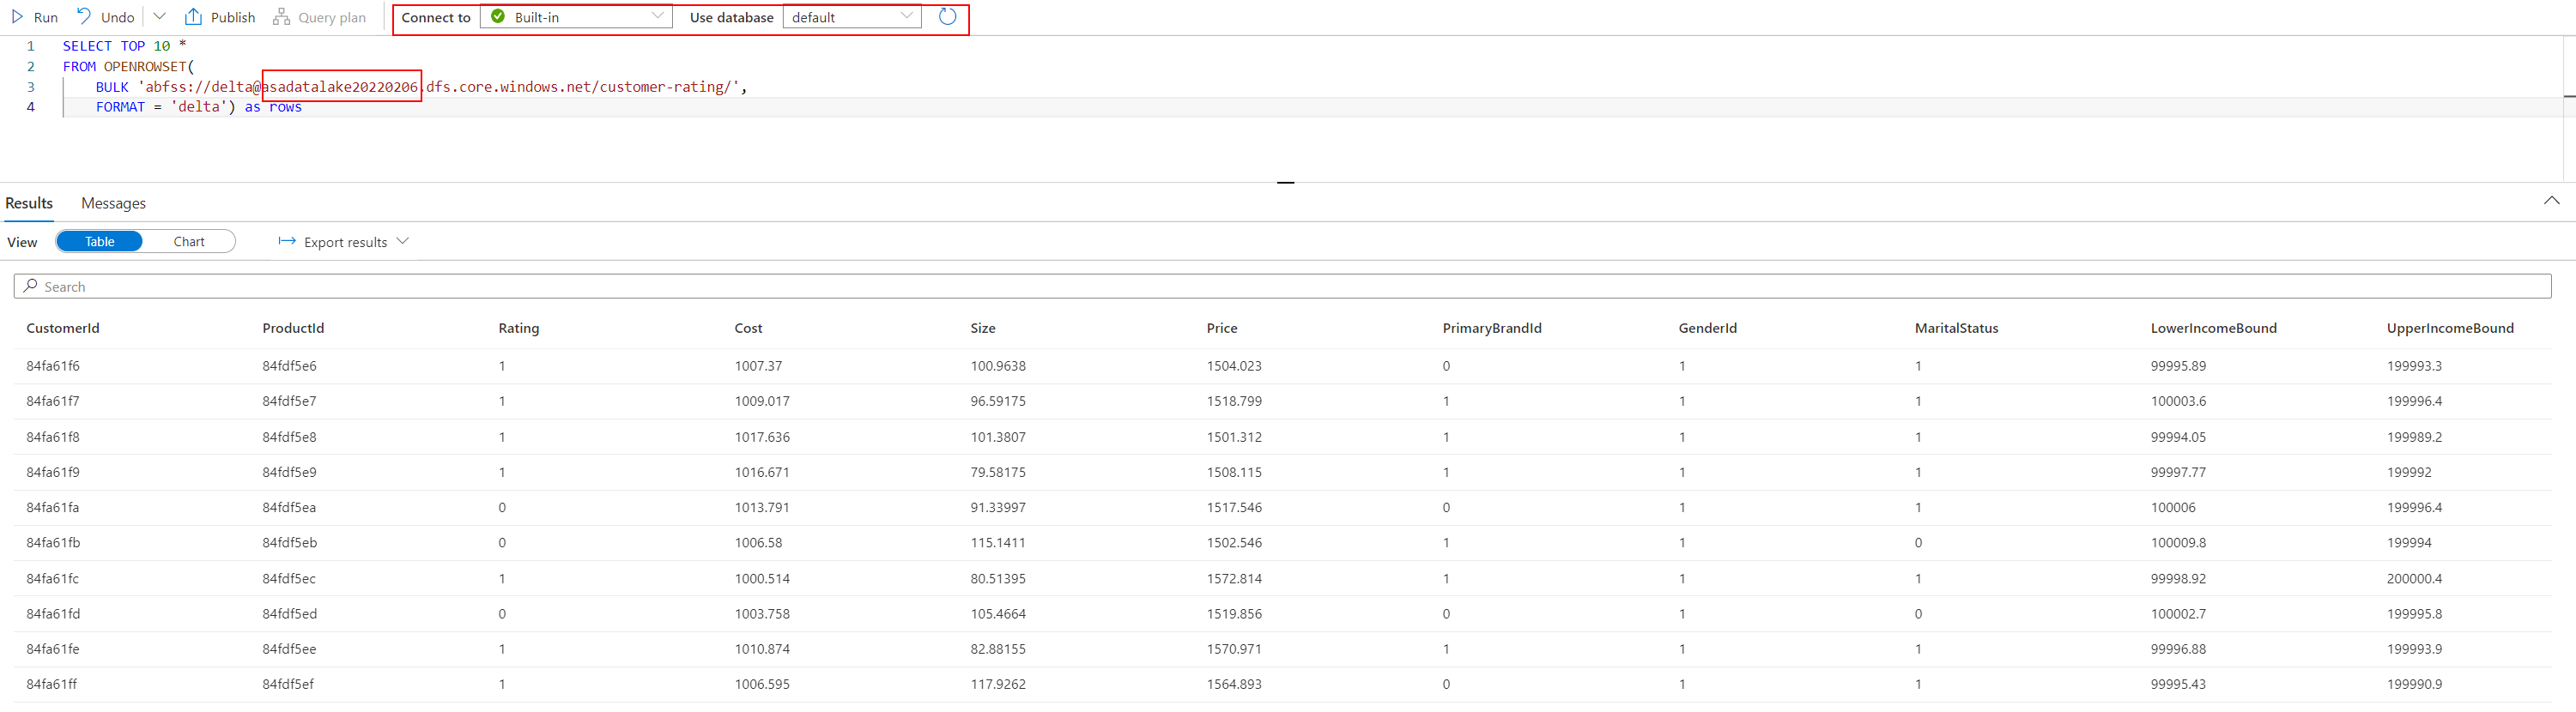 Run Undo Publish Query plan Connect to Built-in Use database default
1 SELECT TOP 10 *
2 FROM OPENROWSET(
3 BULK 'abfss://delta@asadatalake20220206.dfs.core.windows.net/customer-rating/',
4 FORMAT = 'delta') as rows
Results Messages
View Table Chart Export results
Search
CustomerId ProductId Rating Cost Size Price PrimaryBrandId GenderId MaritalStatus LowerIncomeBound UpperIncomeBound
84fa61f6 84fdf5e6 1 1007.37 100.9638 1504.023 0 1 1 99995.89 199993.3
84fa61f7 84fdf5e7 1 1009.017 96.59175 1518.799 1 1 1 100003.6 199996.4
84fa61f8 84fdf5e8 1 1017.636 101.3807 1501.312 1 1 1 99994.05 199989.2
84fa61f9 84fdf5e9 1 1016.671 79.58175 1508.115 1 1 1 99997.77 199992
84fa61fa 84fdf5ea 0 1013.791 91.33997 1517.546 0 1 1 100006 199996.4
84fa61fb 84fdf5eb 0 1006.58 115.1411 1502.546 1 1 0 100009.8 199994
84fa61fc 84fdf5ec 1 1000.514 80.51395 1572.814 1 1 1 99998.92 200000.4
84fa61fd 84fdf5ed 0 1003.758 105.4664 1519.856 0 1 0 100002.7 199995.8
84fa61fe 84fdf5ee 1 1010.874 82.88155 1570.971 1 1 1 99996.88 199993.9
84fa61ff 84fdf5ef 1 1006.595 117.9262 1564.893 0 1 1 99995.43 199990.9